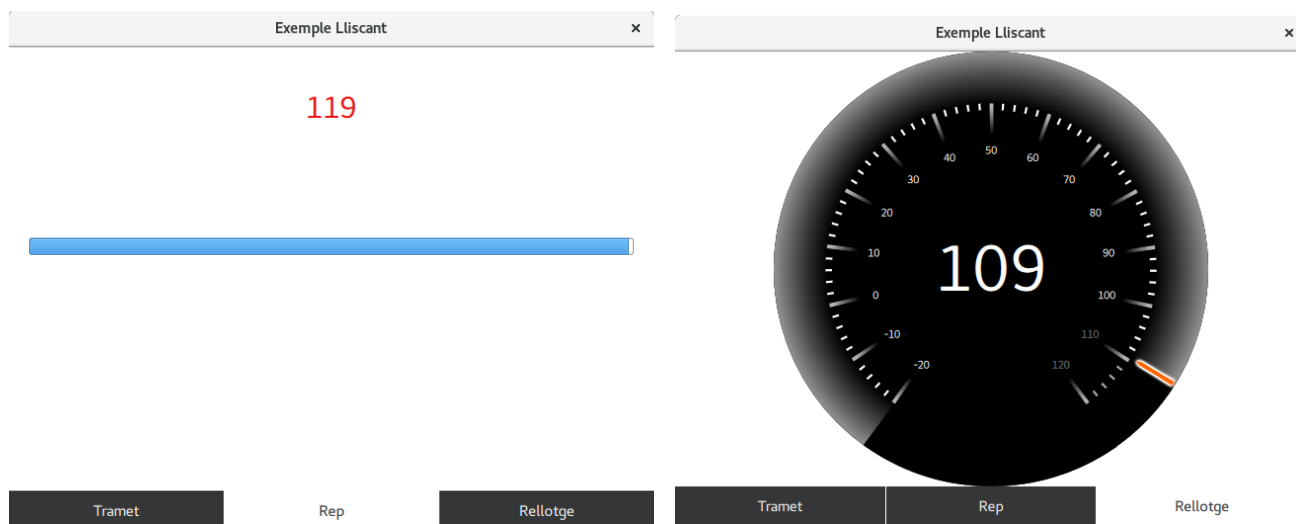 Exemple Lliscant ×
119
Tramet Rep Rellotge
Exemple Lliscant ×
50
40 60
30 70
20 80
10 90
109
0 100
-10 110
-20 120
Tramet Rep Rellotge